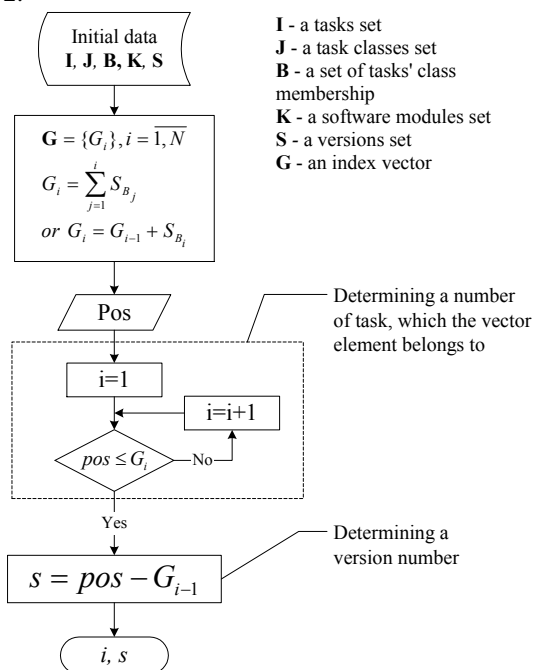 2.
Initial data
I, J, B, K, S
I - a tasks set
J - a task classes set
B - a set of tasks' class
membership
K - a software modules set
S - a versions set
G - an index vector
G = {G_i}, i = \overline{1, N}
G_i = \sum_{j=1}^{i} S_{B_j}
or G_i = G_{i-1} + S_{B_i}
Pos
Determining a number
of task, which the vector
element belongs to
i=1
i=i+1
pos ≤ G_i
No
Yes
Determining a
version number
s = pos − G_{i-1}
i, s